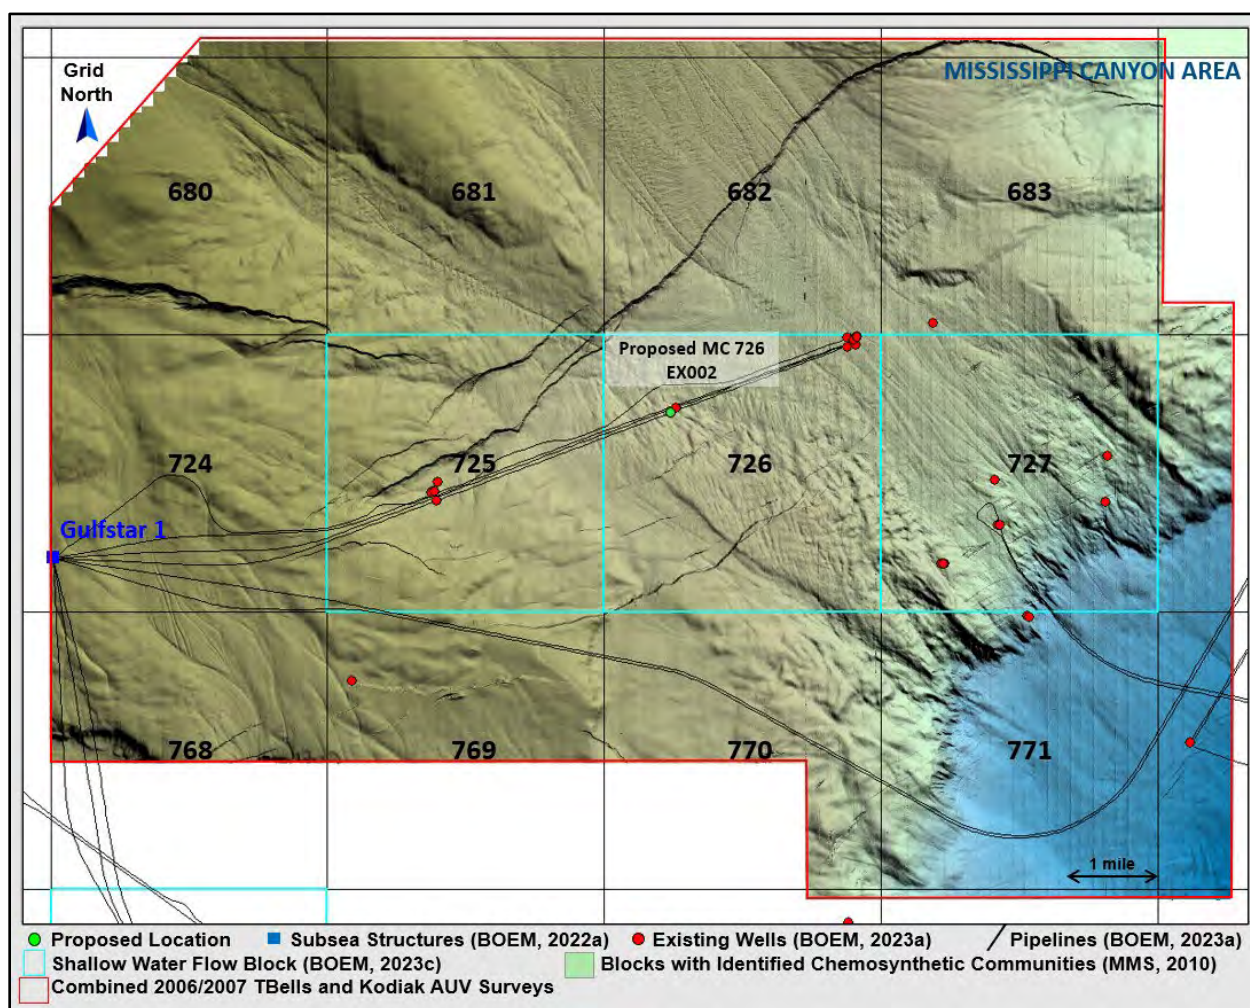 Grid
North
MISSISSIPPI CANYON AREA
680
681
682
683
Proposed MC 726
EX002
724
725
726
727
Gulfstar 1
768
769
770
771
1 mile
Proposed Location
Subsea Structures (BOEM, 2022a)
Existing Wells (BOEM, 2023a)
Pipelines (BOEM, 2023a)
Shallow Water Flow Block (BOEM, 2023c)
Blocks with Identified Chemosynthetic Communities (MMS, 2010)
Combined 2006/2007 TBells and Kodiak AUV Surveys